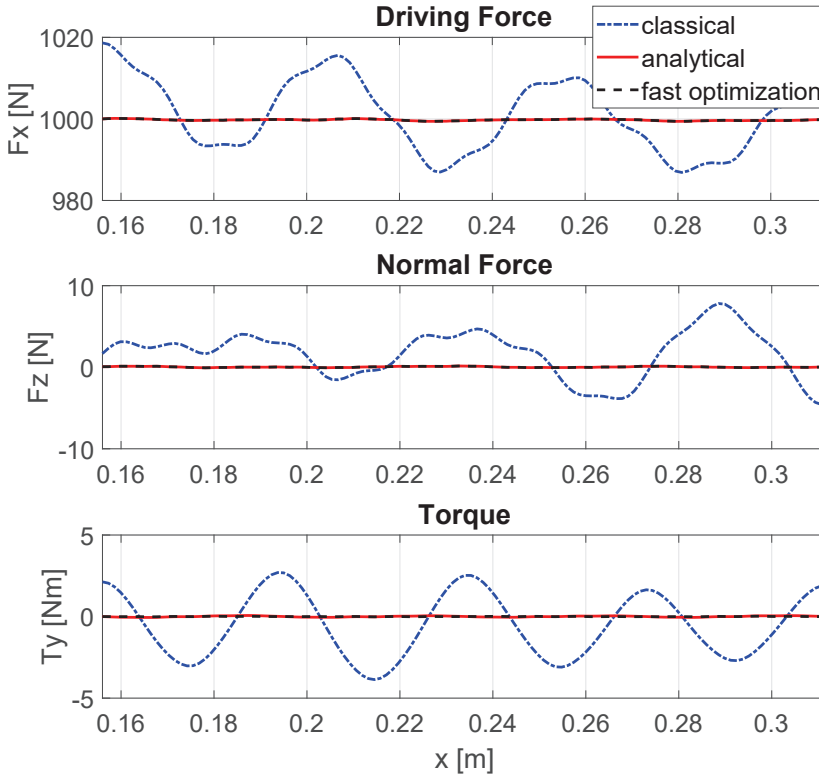 Driving Force
classical
analytical
fast optimization
Fx [N]
1020
1000
980
0.16 0.18 0.2 0.22 0.24 0.26 0.28 0.3
Normal Force
Fz [N]
10
0
-10
0.16 0.18 0.2 0.22 0.24 0.26 0.28 0.3
Torque
Ty [Nm]
5
0
-5
0.16 0.18 0.2 0.22 0.24 0.26 0.28 0.3
x [m]